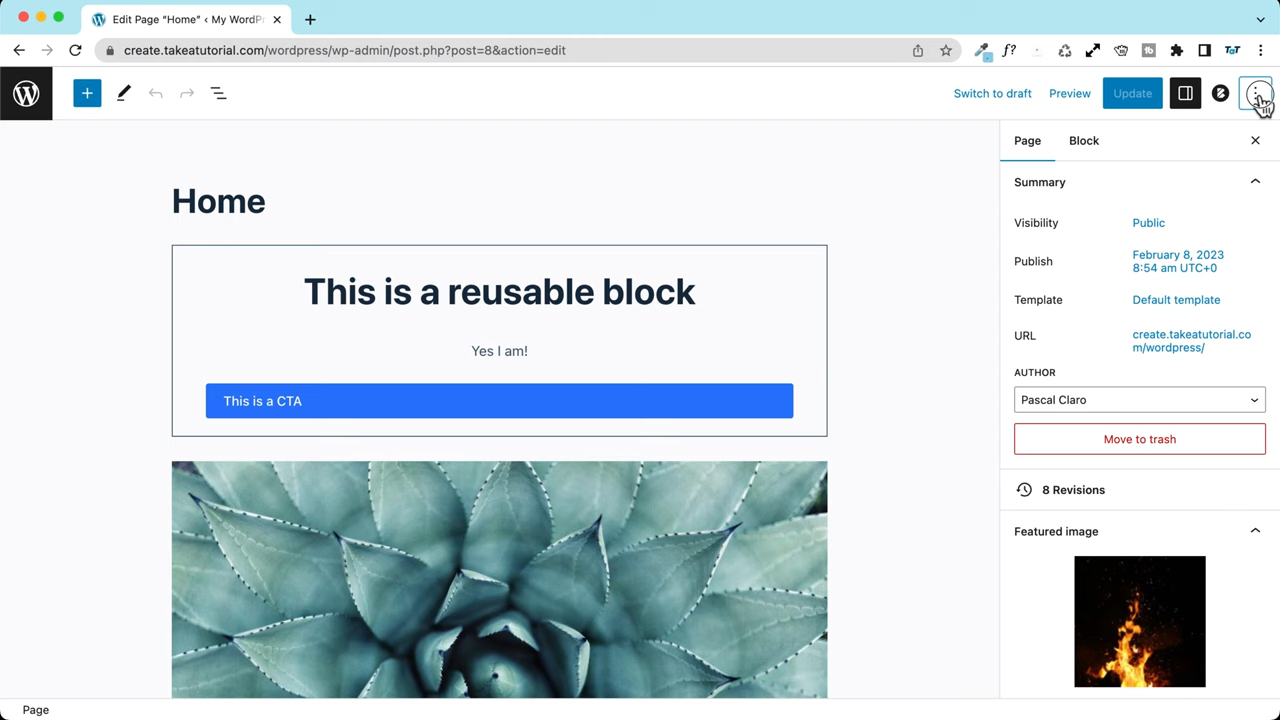 Edit Page "Home" ‹ My WordPr
create.takeatutorial.com/wordpress/wp-admin/post.php?post=8&action=edit
f?
Switch to draft
Preview
Update
Page
Block
Home
This is a reusable block
Yes I am!
This is a CTA
Summary
Visibility
Public
Publish
February 8, 2023
8:54 am UTC+0
Template
Default template
URL
create.takeatutorial.co
m/wordpress/
AUTHOR
Pascal Claro
Move to trash
8 Revisions
Featured image
Page